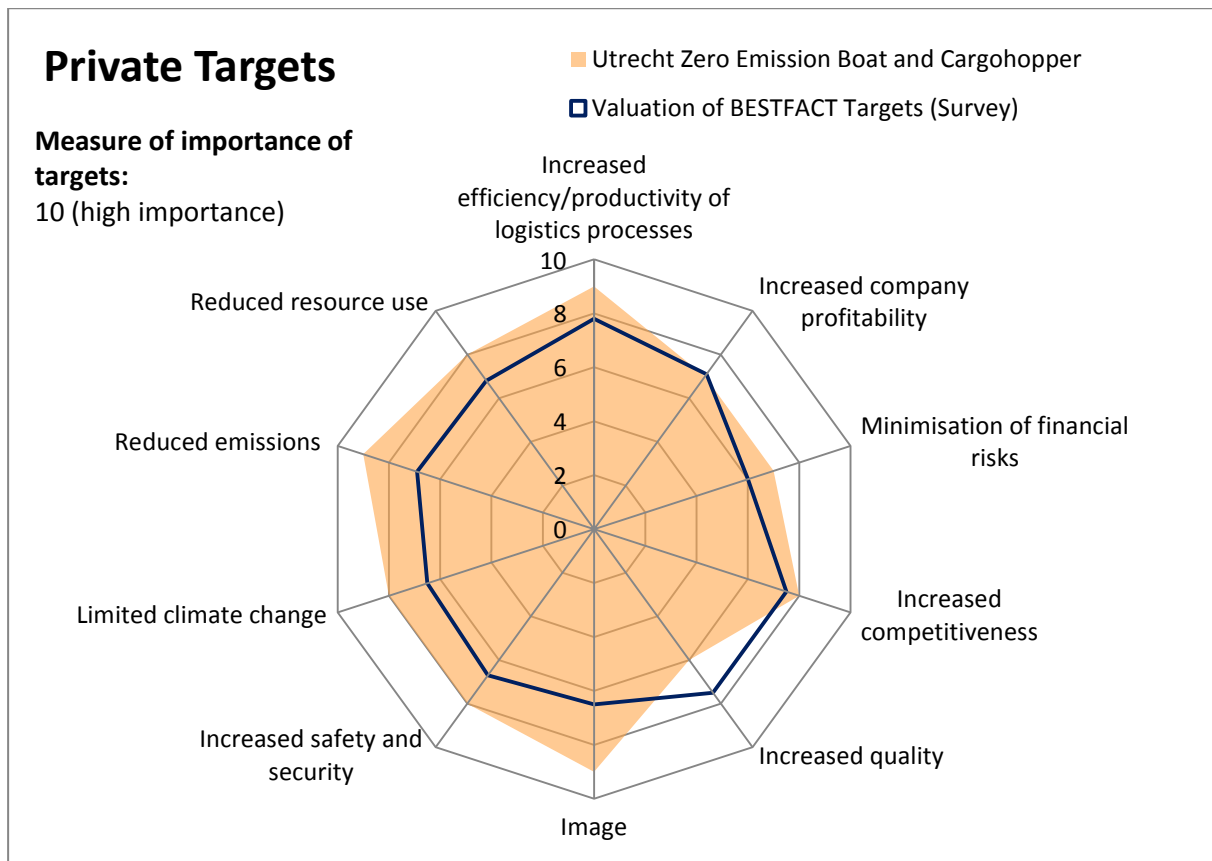 Private Targets
Utrecht Zero Emission Boat and Cargohopper
Valuation of BESTFACT Targets (Survey)
Measure of importance of
targets:
10 (high importance)
Increased
efficiency/productivity of
logistics processes
Increased company
profitability
Minimisation of financial
risks
Increased
competitiveness
Increased quality
Image
Increased safety and
security
Limited climate change
Reduced emissions
Reduced resource use
10
8
6
4
2
0